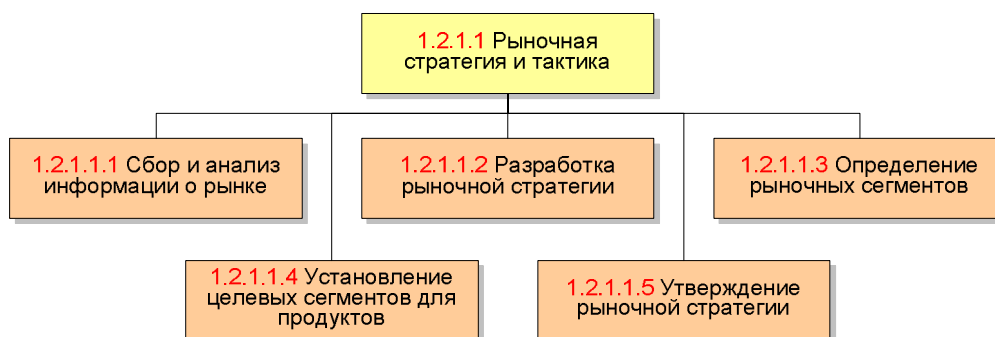 1.2.1.1 Рыночная
стратегия и тактика
1.2.1.1.1 Сбор и анализ
информации о рынке
1.2.1.1.2 Разработка
рыночной стратегии
1.2.1.1.3 Определение
рыночных сегментов
1.2.1.1.4 Установление
целевых сегментов для
продуктов
1.2.1.1.5 Утверждение
рыночной стратегии